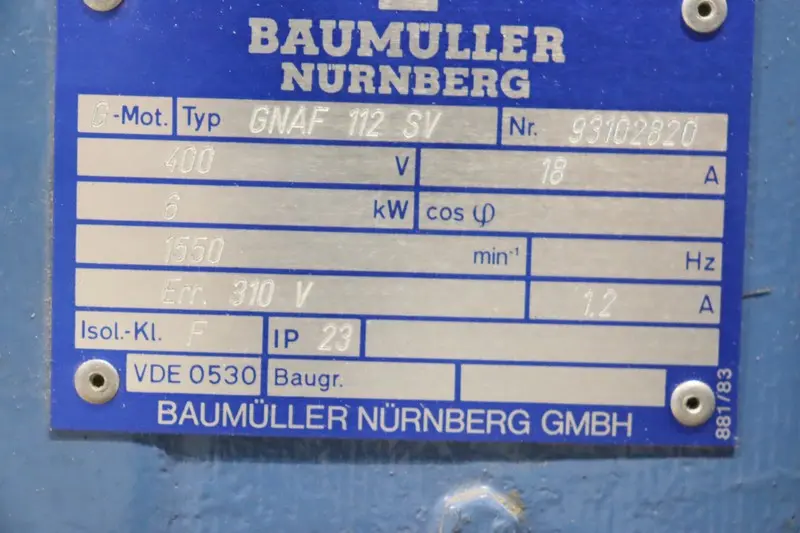 BAUMÜLLER
NÜRNBERG
G-Mot. Typ GNAF 112 SV Nr. 93102820
400 V 18 A
6 kW cos φ
1550 min⁻¹ Hz
Err. 310 V 1,2 A
Isol.-Kl. F IP 23
VDE 0530 Baugr.
BAUMÜLLER NÜRNBERG GMBH
881/83